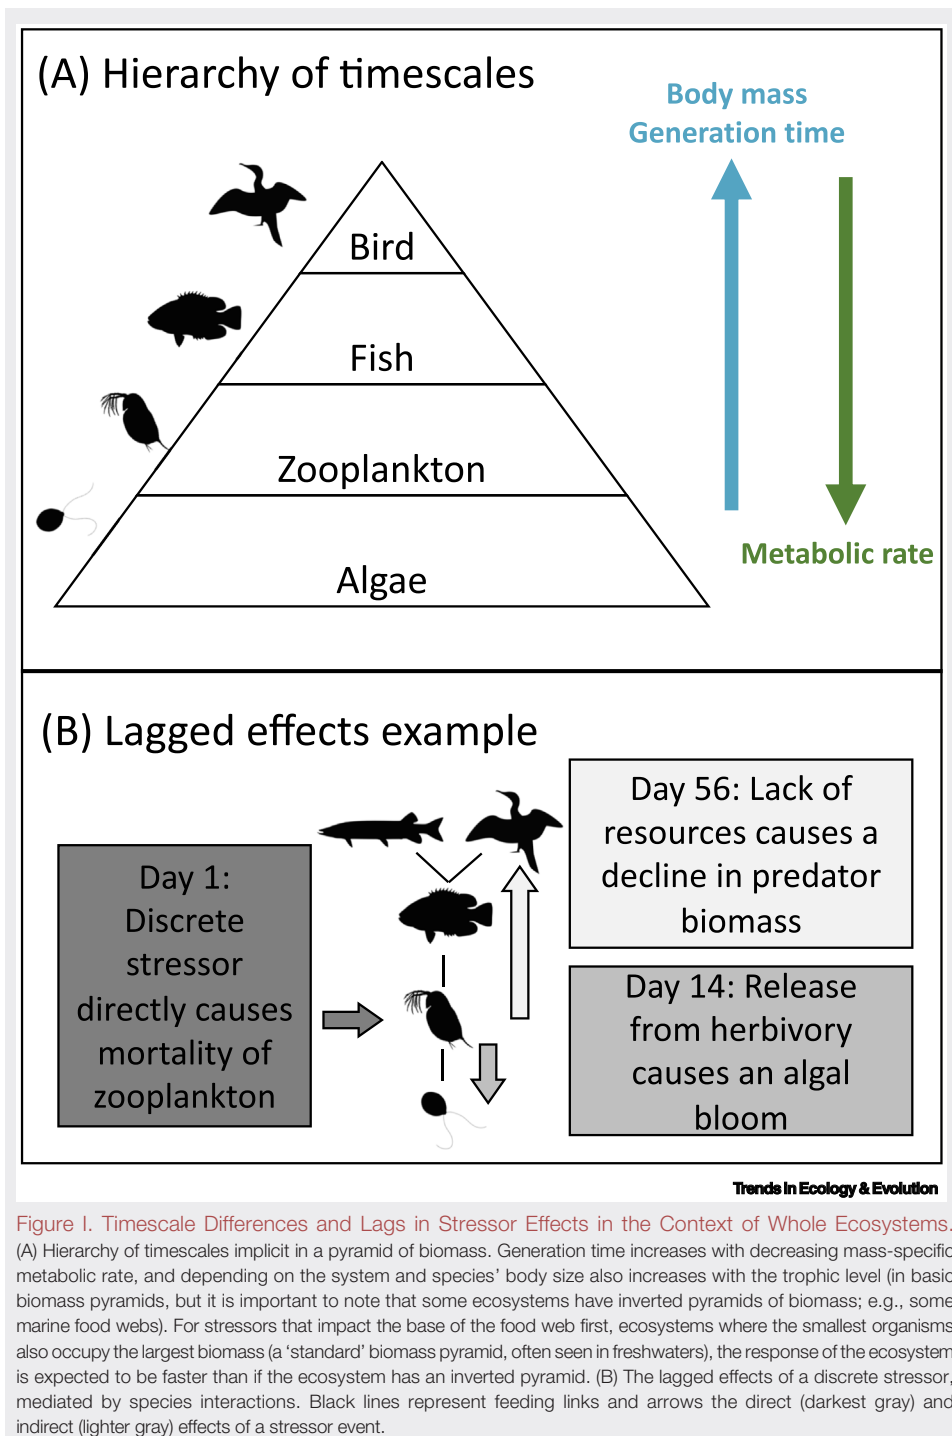 (A) Hierarchy of timescales
Body mass
Generation time
Bird
Fish
Zooplankton
Algae
Metabolic rate
(B) Lagged effects example
Day 1:
Discrete
stressor
directly causes
mortality of
zooplankton
Day 56: Lack of
resources causes a
decline in predator
biomass
Day 14: Release
from herbivory
causes an algal
bloom
Trends in Ecology & Evolution
Figure I. Timescale Differences and Lags in Stressor Effects in the Context of Whole Ecosystems.
(A) Hierarchy of timescales implicit in a pyramid of biomass. Generation time increases with decreasing mass-specific
metabolic rate, and depending on the system and species' body size also increases with the trophic level (in basic
biomass pyramids, but it is important to note that some ecosystems have inverted pyramids of biomass; e.g., some
marine food webs). For stressors that impact the base of the food web first, ecosystems where the smallest organisms
also occupy the largest biomass (a 'standard' biomass pyramid, often seen in freshwaters), the response of the ecosystem
is expected to be faster than if the ecosystem has an inverted pyramid. (B) The lagged effects of a discrete stressor,
mediated by species interactions. Black lines represent feeding links and arrows the direct (darkest gray) and
indirect (lighter gray) effects of a stressor event.